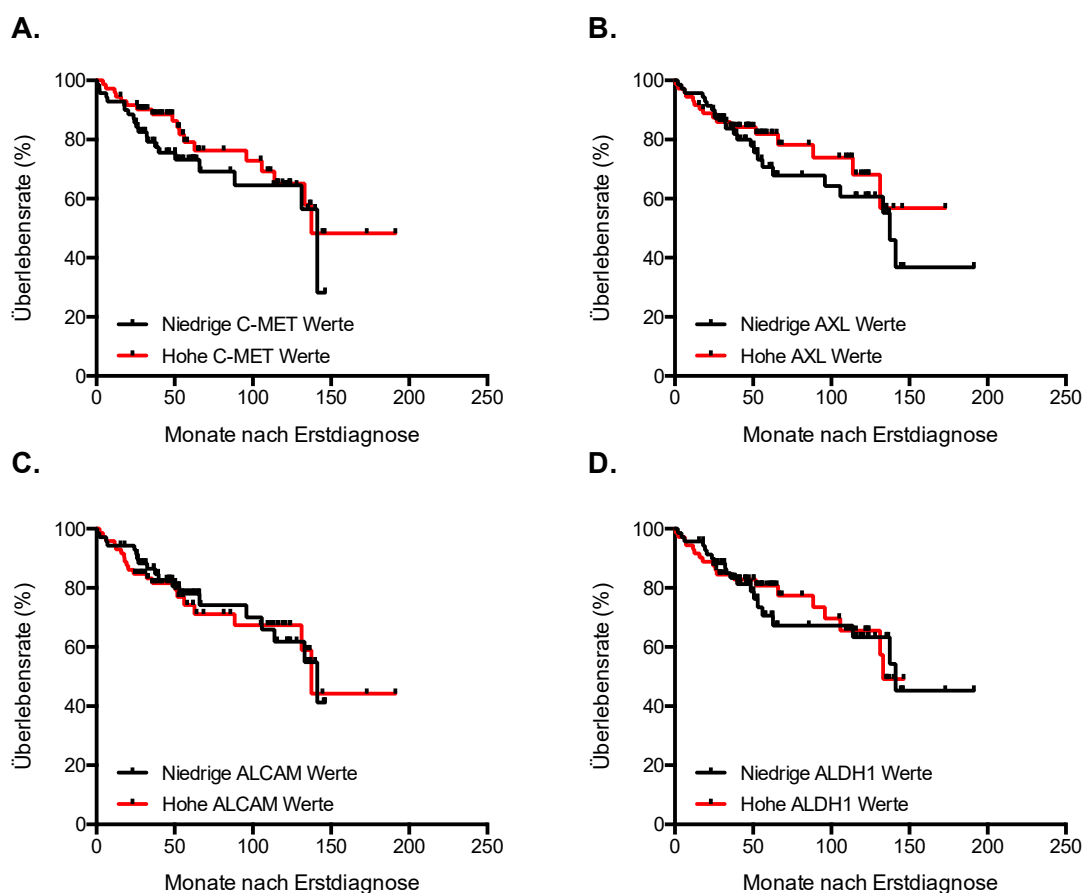 A.
Überlebensrate (%)
100
80
60
40
20
0
Niedrige C-MET Werte
Hohe C-MET Werte
0 50 100 150 200 250
Monate nach Erstdiagnose
B.
Überlebensrate (%)
100
80
60
40
20
0
Niedrige AXL Werte
Hohe AXL Werte
0 50 100 150 200 250
Monate nach Erstdiagnose
C.
Überlebensrate (%)
100
80
60
40
20
0
Niedrige ALCAM Werte
Hohe ALCAM Werte
0 50 100 150 200 250
Monate nach Erstdiagnose
D.
Überlebensrate (%)
100
80
60
40
20
0
Niedrige ALDH1 Werte
Hohe ALDH1 Werte
0 50 100 150 200 250
Monate nach Erstdiagnose